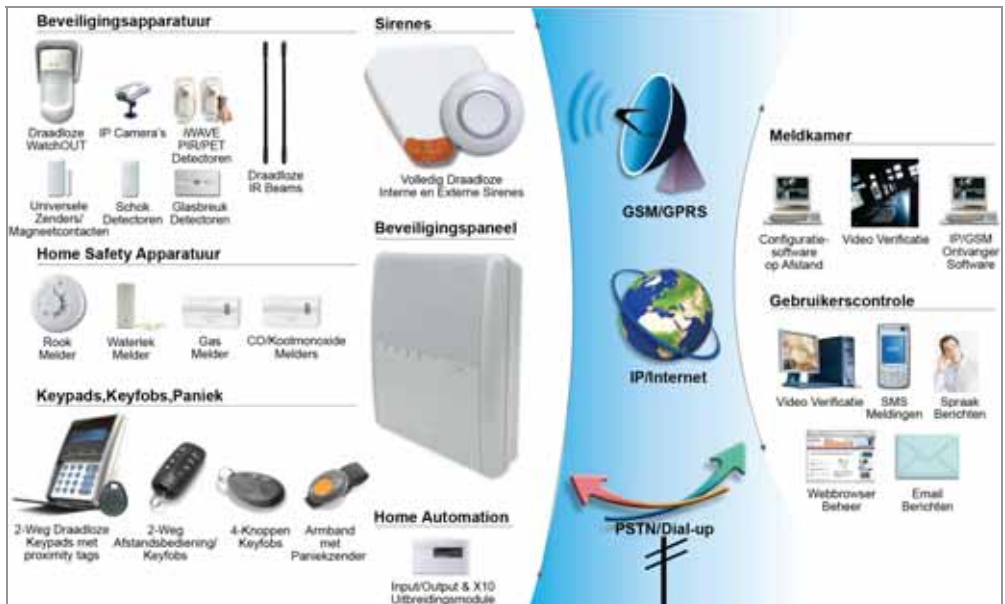 Beveiligingsapparatuur
Draadloze
WatchOUT
IP Camera's
iWAVE
PIR/PET
Detectoren
Draadloze
IR Beams
Universele
Zenders/
Magneetcontacten
Schok
Detectoren
Glasbreuk
Detectoren
Home Safety Apparatuur
Rook
Melder
Waterlek
Melder
Gas
Melder
CO/Koolmonoxide
Melders
Keypads,Keyfobs,Paniek
2-Weg Draadloze
Keypads met
proximity tags
2-Weg
Afstandsbediening/
Keyfobs
4-Knoppen
Keyfobs
Armband
met
Paniekzender
Sirenes
Volledig Draadloze
Interne en Externe Sirenes
Beveiligingspaneel
Home Automation
Input/Output & X10
Uitbreidingsmodule
GSM/GPRS
IP/Internet
PSTN/Dial-up
Meldkamer
Configuratie-
software
op Afstand
Video Verificatie
IP/GSM
Ontvanger
Software
Gebruikerscontrole
Video Verificatie
SMS
Meldingen
Spraak
Berichten
Webbrowser
Beheer
Email
Berichten